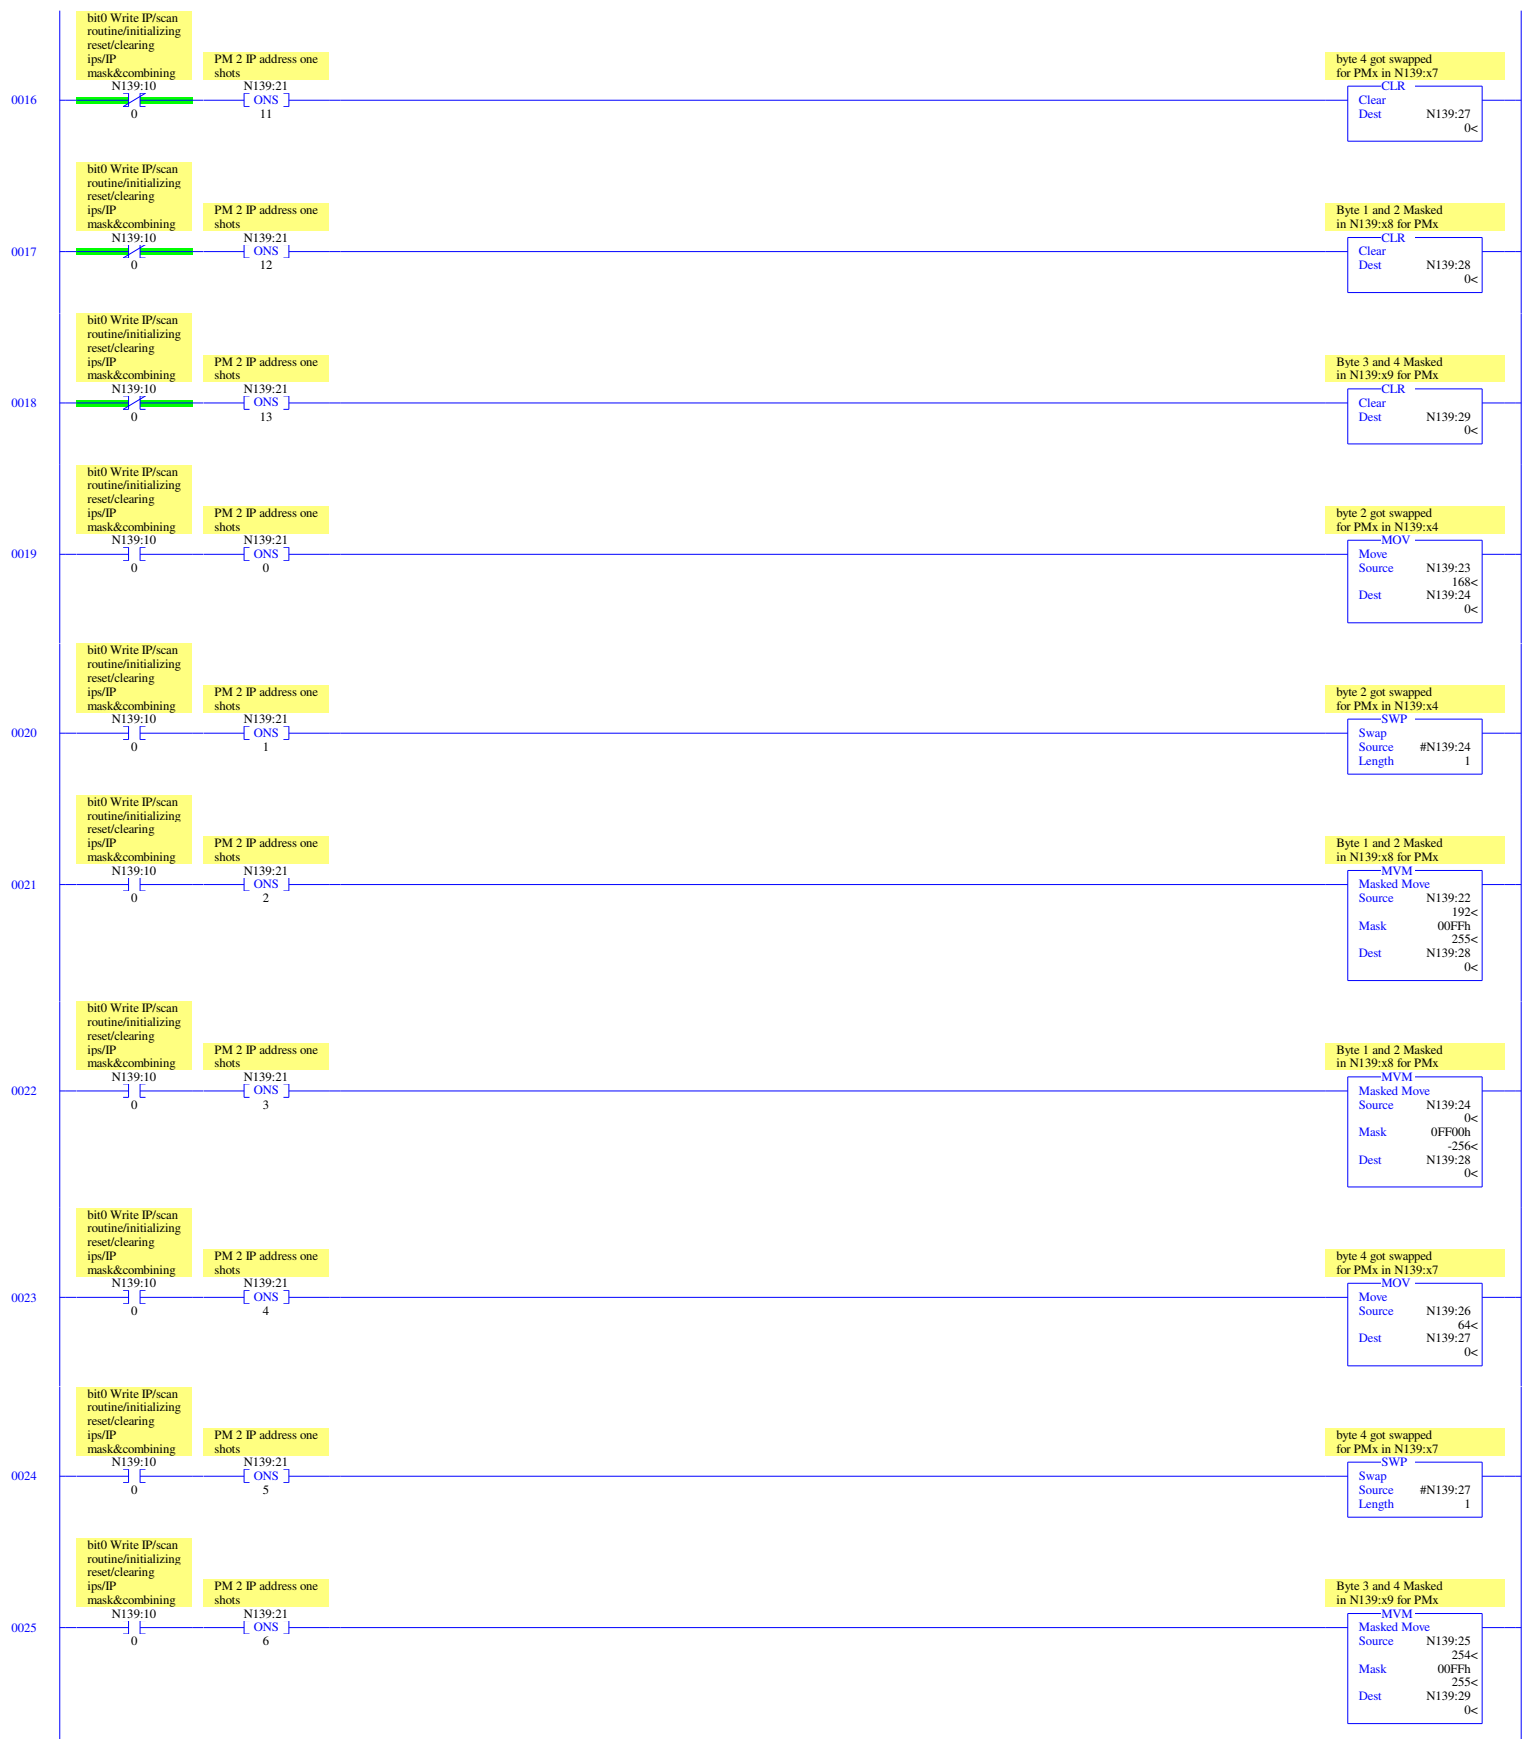 bit0 Write IP/scan
routine/initializing
reset/clearing
ips/IP
mask&combining
N139:10
0
PM 2 IP address one
shots
N139:21
ONS
11
byte 4 got swapped
for PMx in N139:x7
CLR
Clear
Dest N139:27
0<
0016
bit0 Write IP/scan
routine/initializing
reset/clearing
ips/IP
mask&combining
N139:10
0
PM 2 IP address one
shots
N139:21
ONS
12
Byte 1 and 2 Masked
in N139:x8 for PMx
CLR
Clear
Dest N139:28
0<
0017
bit0 Write IP/scan
routine/initializing
reset/clearing
ips/IP
mask&combining
N139:10
0
PM 2 IP address one
shots
N139:21
ONS
13
Byte 3 and 4 Masked
in N139:x9 for PMx
CLR
Clear
Dest N139:29
0<
0018
bit0 Write IP/scan
routine/initializing
reset/clearing
ips/IP
mask&combining
N139:10
0
PM 2 IP address one
shots
N139:21
ONS
0
byte 2 got swapped
for PMx in N139:x4
MOV
Move
Source N139:23
168<
Dest N139:24
0<
0019
bit0 Write IP/scan
routine/initializing
reset/clearing
ips/IP
mask&combining
N139:10
0
PM 2 IP address one
shots
N139:21
ONS
1
byte 2 got swapped
for PMx in N139:x4
SWP
Swap
Source #N139:24
Length 1
0020
bit0 Write IP/scan
routine/initializing
reset/clearing
ips/IP
mask&combining
N139:10
0
PM 2 IP address one
shots
N139:21
ONS
2
Byte 1 and 2 Masked
in N139:x8 for PMx
MVM
Masked Move
Source N139:22
192<
Mask 00FFh
255<
Dest N139:28
0<
0021
bit0 Write IP/scan
routine/initializing
reset/clearing
ips/IP
mask&combining
N139:10
0
PM 2 IP address one
shots
N139:21
ONS
3
Byte 1 and 2 Masked
in N139:x8 for PMx
MVM
Masked Move
Source N139:24
0<
Mask 0FF00h
-256<
Dest N139:28
0<
0022
bit0 Write IP/scan
routine/initializing
reset/clearing
ips/IP
mask&combining
N139:10
0
PM 2 IP address one
shots
N139:21
ONS
4
byte 4 got swapped
for PMx in N139:x7
MOV
Move
Source N139:26
64<
Dest N139:27
0<
0023
bit0 Write IP/scan
routine/initializing
reset/clearing
ips/IP
mask&combining
N139:10
0
PM 2 IP address one
shots
N139:21
ONS
5
byte 4 got swapped
for PMx in N139:x7
SWP
Swap
Source #N139:27
Length 1
0024
bit0 Write IP/scan
routine/initializing
reset/clearing
ips/IP
mask&combining
N139:10
0
PM 2 IP address one
shots
N139:21
ONS
6
Byte 3 and 4 Masked
in N139:x9 for PMx
MVM
Masked Move
Source N139:25
254<
Mask 00FFh
255<
Dest N139:29
0<
0025